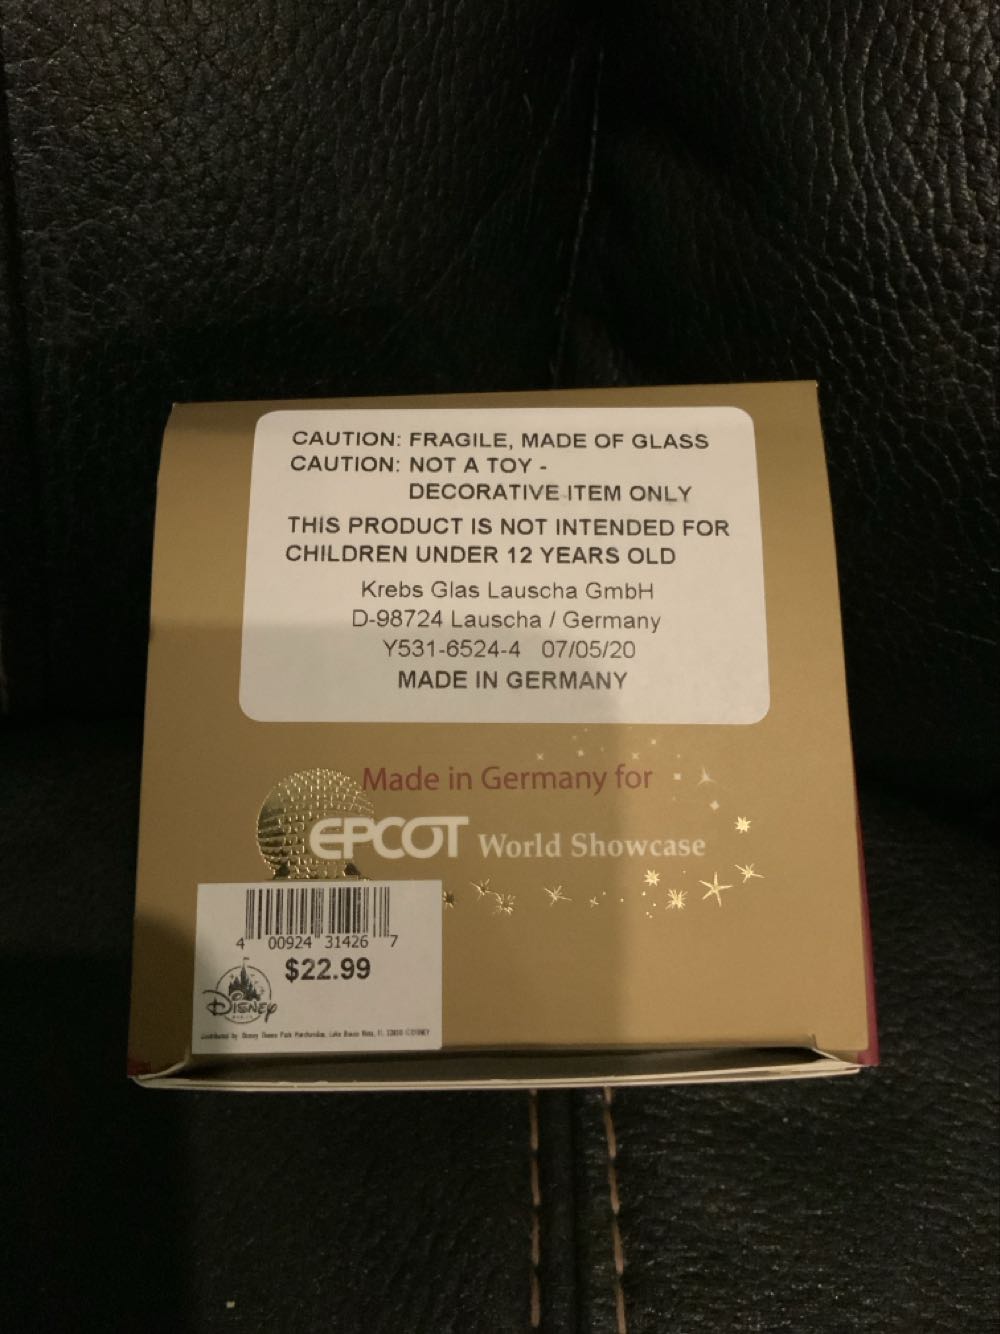 CAUTION: FRAGILE, MADE OF GLASS
CAUTION: NOT A TOY -
DECORATIVE ITEM ONLY
THIS PRODUCT IS NOT INTENDED FOR
CHILDREN UNDER 12 YEARS OLD
Krebs Glas Lauscha GmbH
D-98724 Lauscha / Germany
Y531-6524-4 07/05/20
MADE IN GERMANY
Made in Germany for
EPCOT World Showcase
4 00924 31426 7
$22.99
DISNEY
PARKS